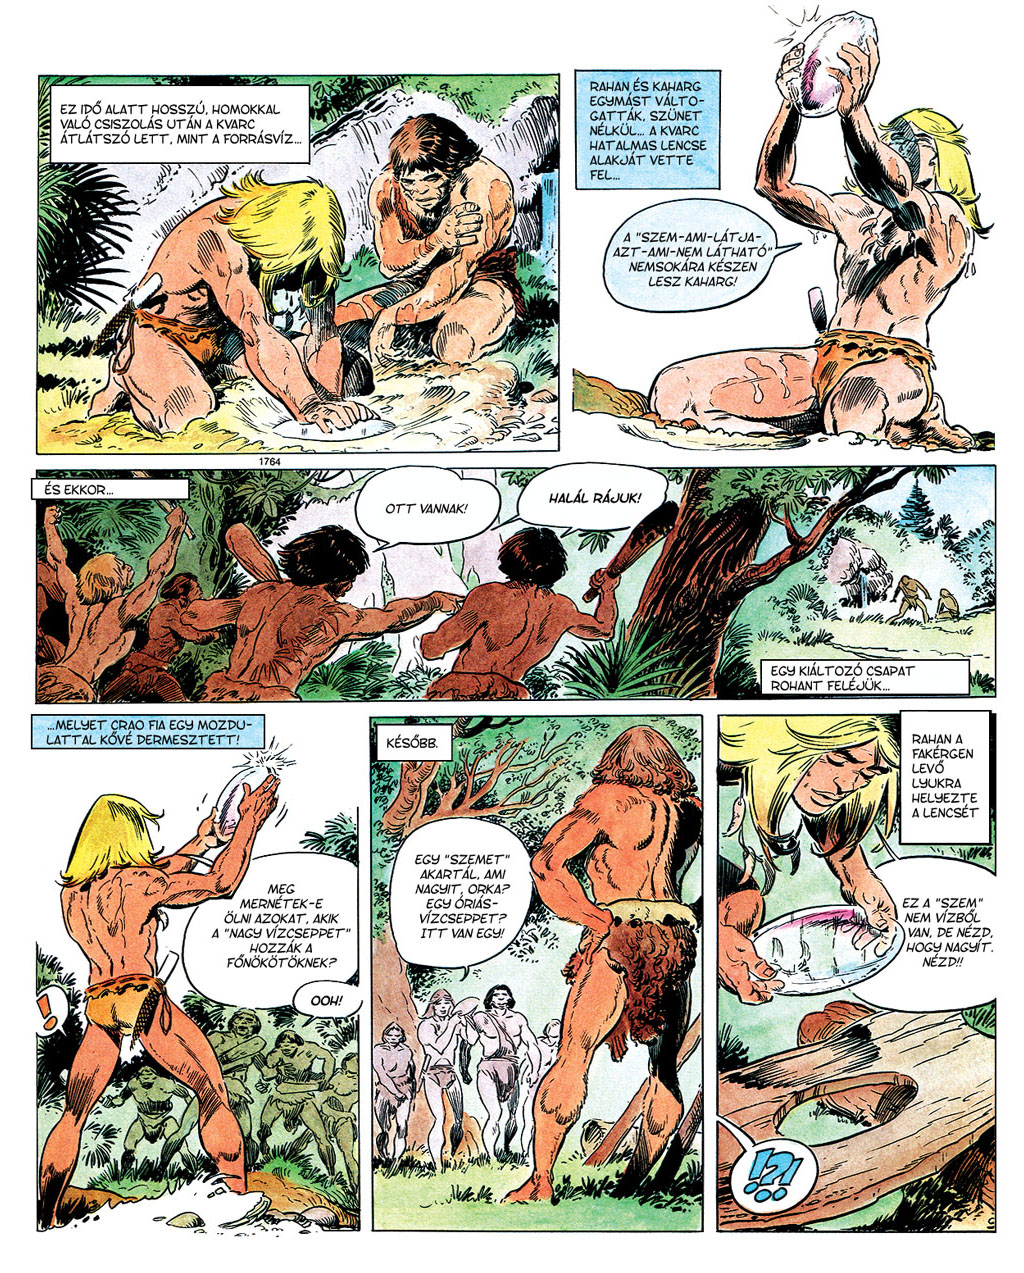 EZ IDŐ ALATT HOSSZÚ, HOMOKKAL
VALÓ CSISZOLÁS UTÁN A KVARC
ÁTLÁTSZÓ LETT, MINT A FORRÁSVÍZ...
RAHAN ÉS KAHARG
EGYMÁST VÁLTO-
GATTÁK, SZÜNET
NÉLKÜL... A KVARC
HATALMAS LENCSE
ALAKJÁT VETTE
FEL...
A "SZEM-AMI-LÁTJA-
AZT-AMI-NEM LÁTHATÓ"
NEMSOKÁRA KÉSZEN
LESZ KAHARG!
1764
ÉS EKKOR...
OTT VANNAK!
HALÁL RÁJUK!
EGY KIÁLTOZÓ CSAPAT
ROHANT FELÉJÜK...
...MELYET CRAO FIA EGY MOZDU-
LATTAL KŐVÉ DERMESZTETT!
MEG
MERNÉTEK-E
ÖLNI AZOKAT, AKIK
A "NAGY VÍZCSEPPET"
HOZZÁK A
FŐNÖKÖTÖKNEK?
OOH!
!
KÉSŐBB.
EGY "SZEMET"
AKARTÁL, AMI
NAGYIT, ORKA?
EGY ÓRIÁS-
VÍZCSEPPET?
ITT VAN EGY!
RAHAN A
FAKÉRGEN
LEVŐ
LYUKRA
HELYEZTE
A LENCSÉT
EZ A "SZEM"
NEM VÍZBŐL
VAN, DE NÉZD,
HOGY NAGYÍT.
NÉZD!!
!?!...